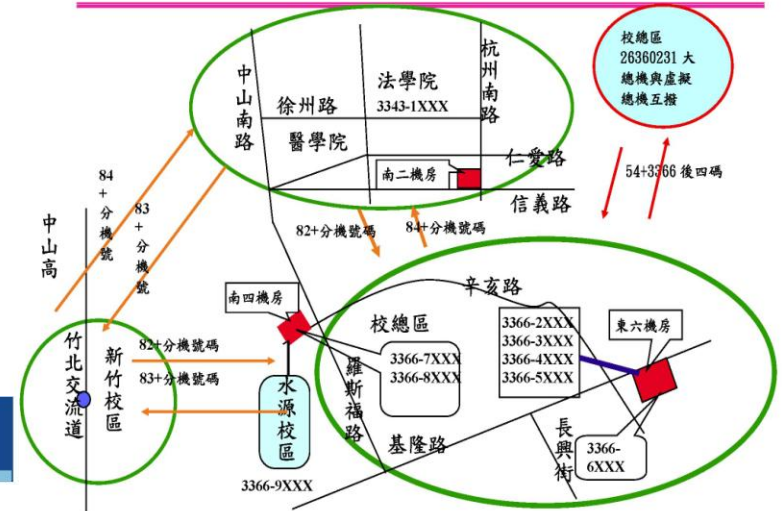 校總區
26360231 大
總機與虛擬
總機互撥
中山南路
法學院
3343-1XXX
杭州南路
徐州路
醫學院
仁愛路
南二機房
信義路
54+3366 後四碼
84+分機號
83+分機號
82+分機號碼
84+分機號碼
中山高
南四機房
辛亥路
校總區
3366-2XXX
3366-3XXX
3366-4XXX
3366-5XXX
東六機房
竹北交流道
新竹校區
82+分機號碼
83+分機號碼
3366-7XXX
3366-8XXX
羅斯福路
水源校區
基隆路
長興街
3366-
6XXX
3366-9XXX